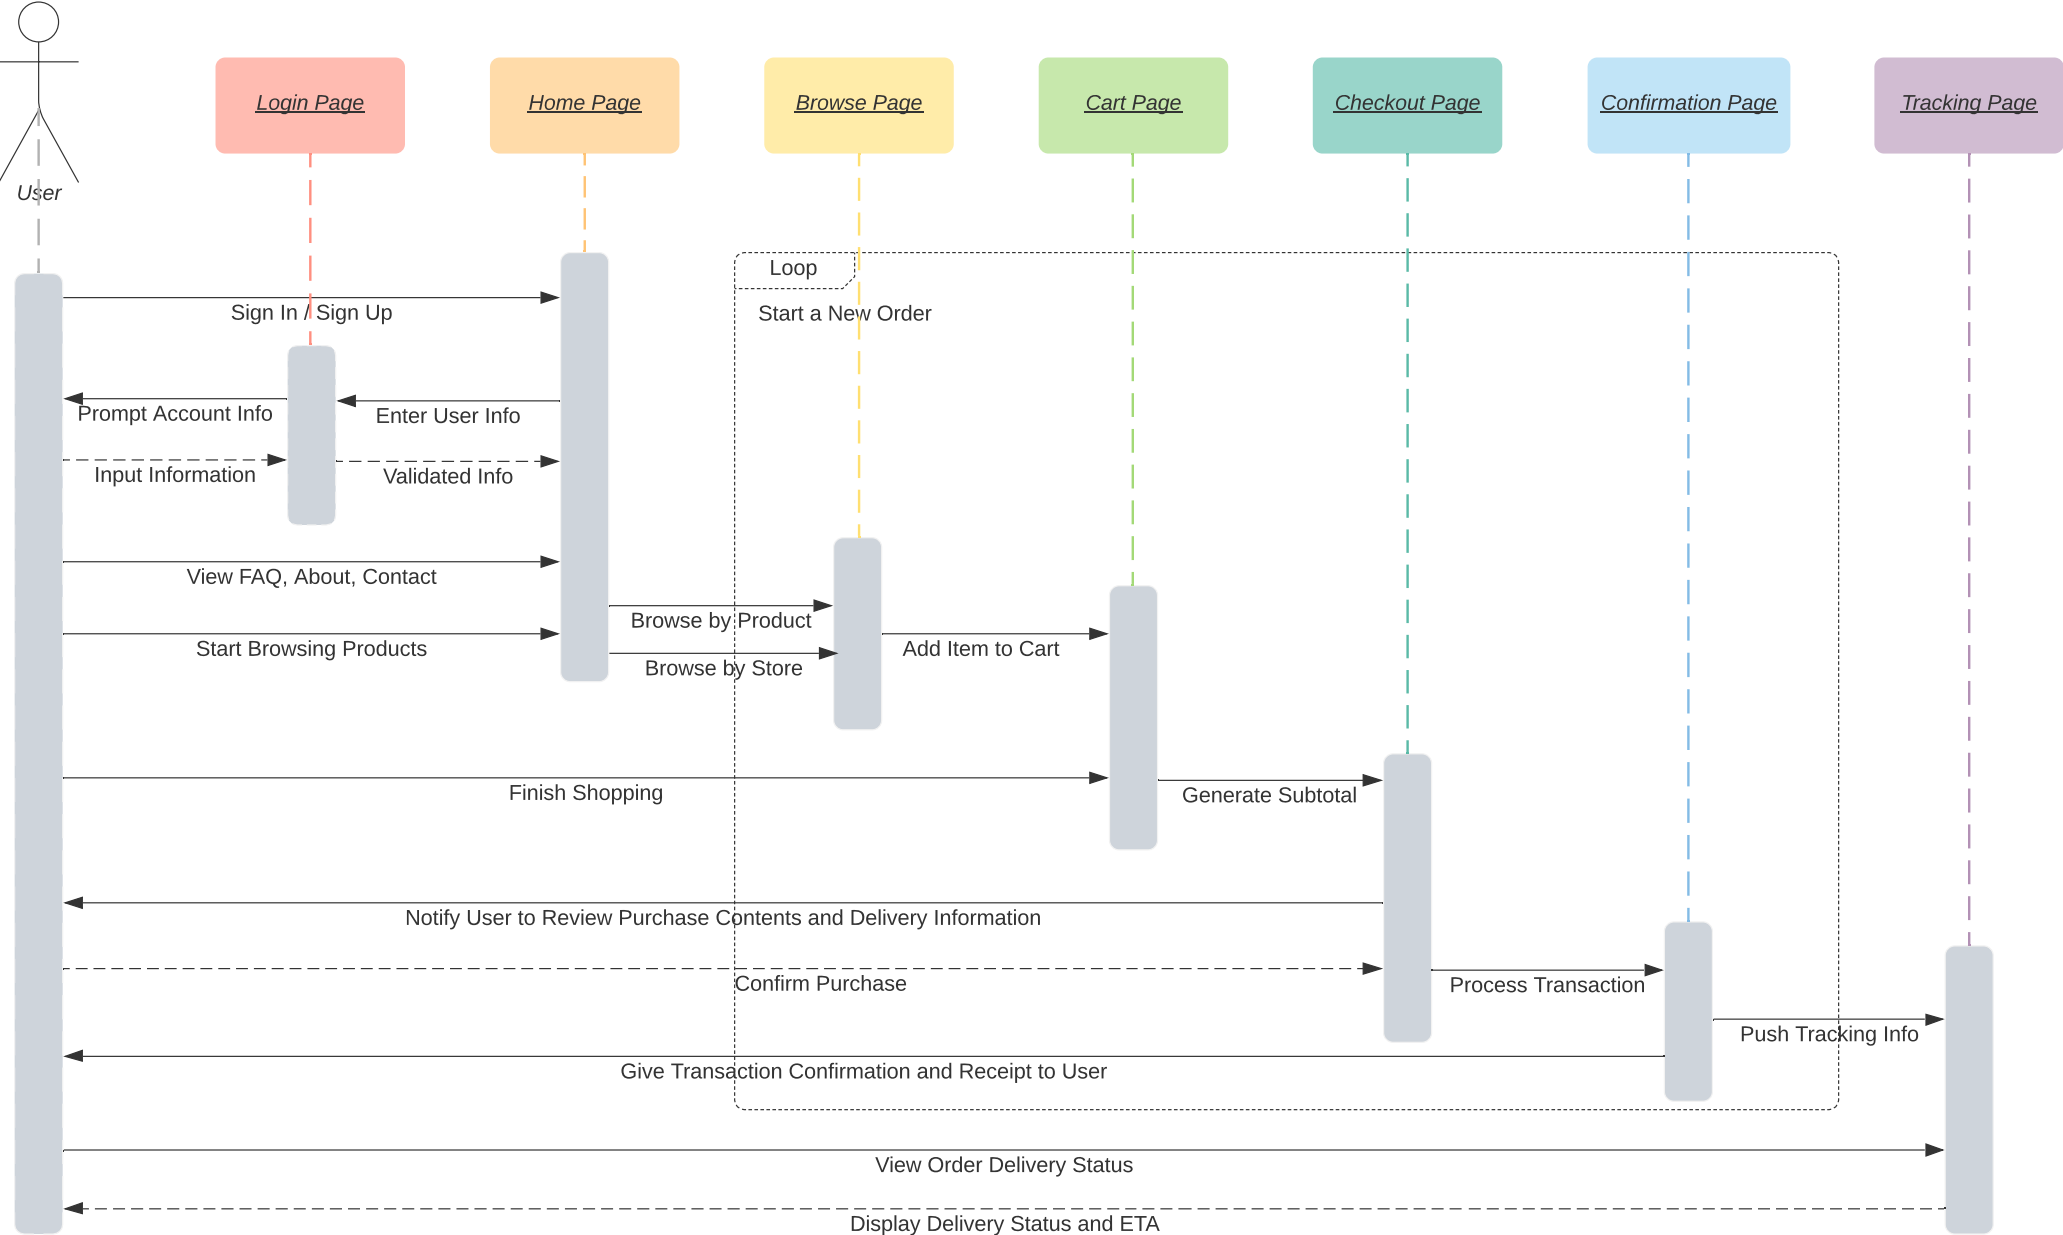 Login Page
Home Page
Browse Page
Cart Page
Checkout Page
Confirmation Page
Tracking Page
User
Loop
Sign In / Sign Up
Start a New Order
Prompt Account Info
Enter User Info
Input Information
Validated Info
View FAQ, About, Contact
Browse by Product
Start Browsing Products
Add Item to Cart
Browse by Store
Finish Shopping
Generate Subtotal
Notify User to Review Purchase Contents and Delivery Information
Confirm Purchase
Process Transaction
Push Tracking Info
Give Transaction Confirmation and Receipt to User
View Order Delivery Status
Display Delivery Status and ETA